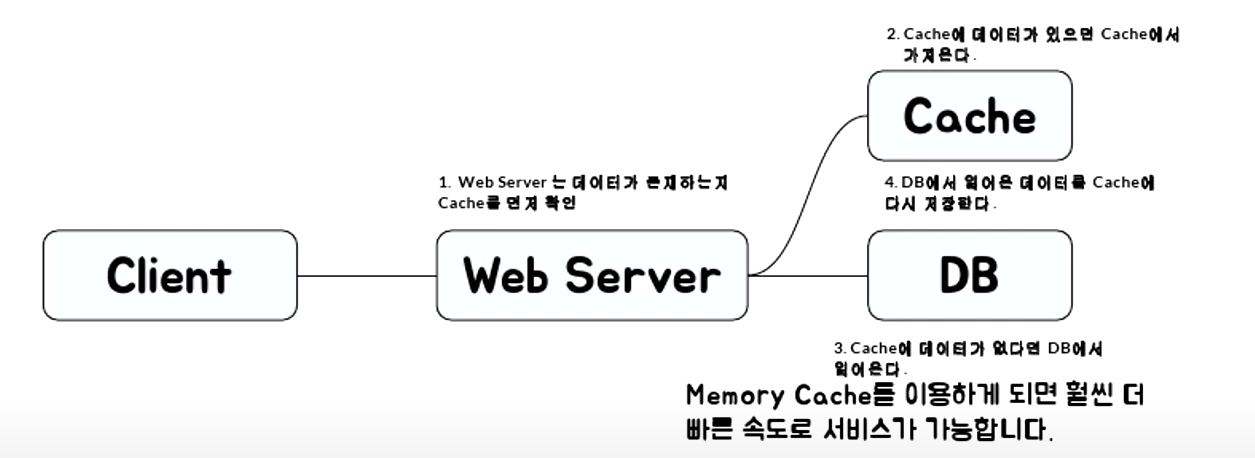 2. Cache에 데이터가 있으면 Cache에서
가져온다.
Cache
1. Web Server 는 데이터가 존재하는지
Cache를 먼저 확인
4. DB에서 읽어온 데이터를 Cache에
다시 저장한다.
Client
Web Server
DB
3. Cache에 데이터가 없다면 DB에서
읽어온다.
Memory Cache를 이용하게 되면 훨씬 더
빠른 속도로 서비스가 가능합니다.